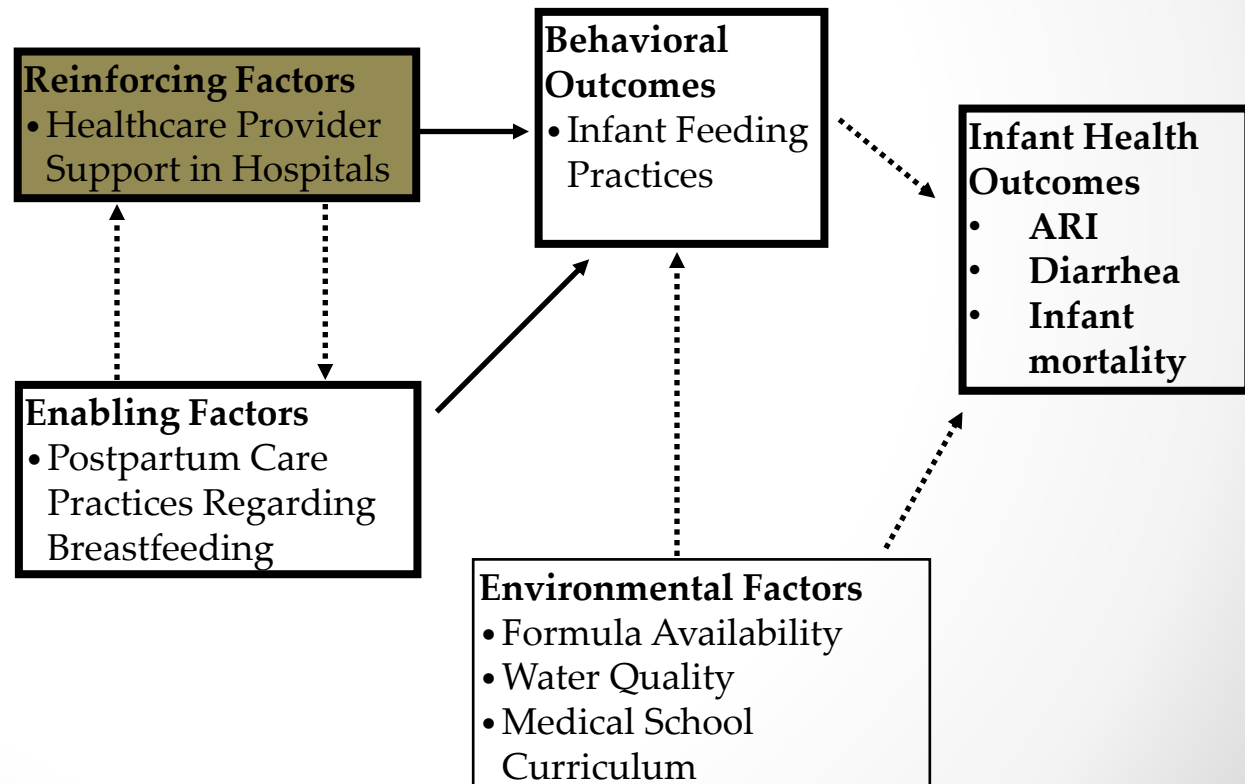 Reinforcing Factors
• Healthcare Provider
Support in Hospitals
Behavioral
Outcomes
• Infant Feeding
Practices
Infant Health
Outcomes
• ARI
• Diarrhea
• Infant
mortality
Enabling Factors
• Postpartum Care
Practices Regarding
Breastfeeding
Environmental Factors
• Formula Availability
• Water Quality
• Medical School
Curriculum